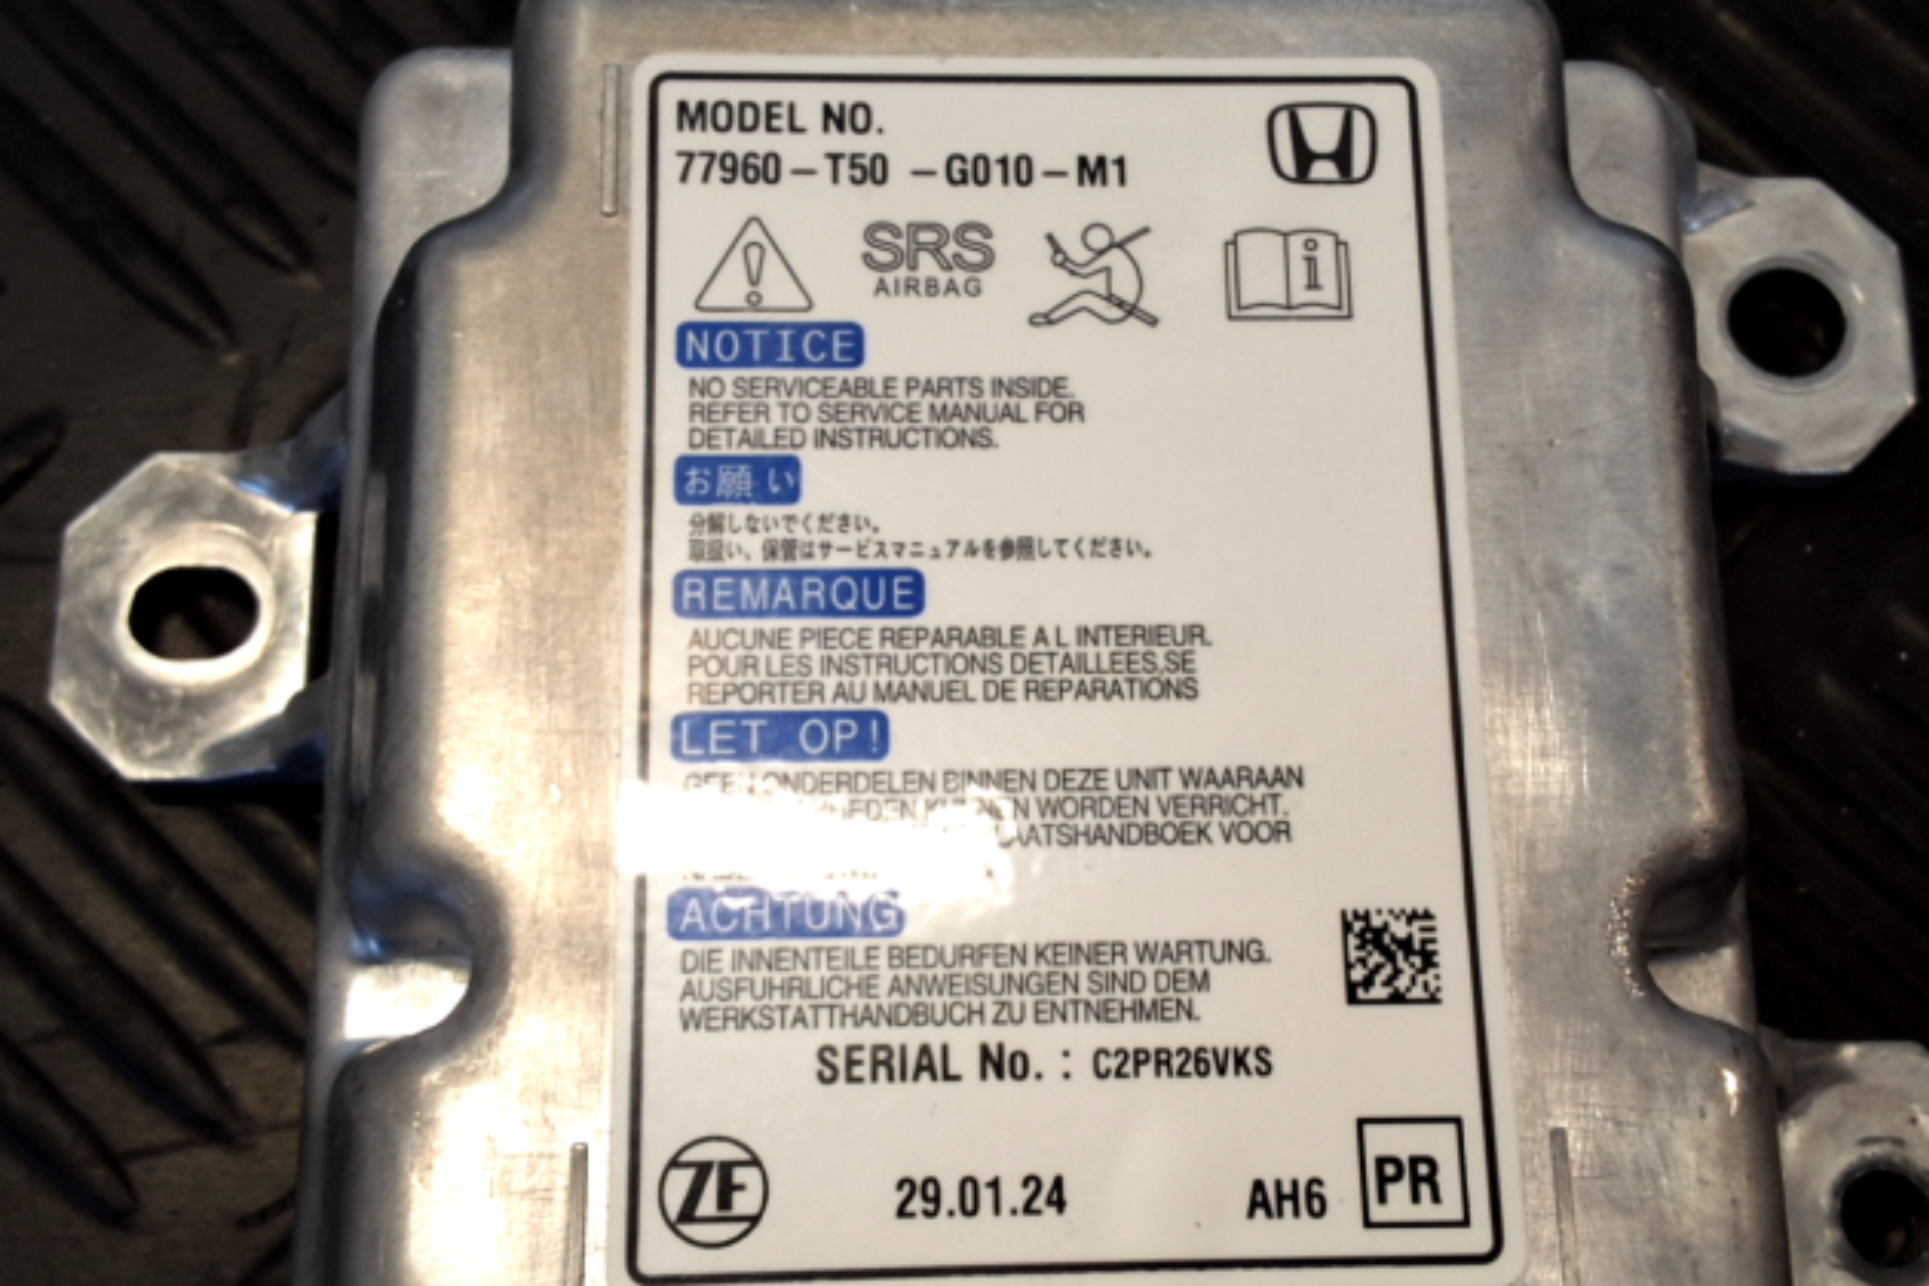 MODEL NO.
77960-T50 -G010-M1
SRS
AIRBAG
i
NOTICE
NO SERVICEABLE PARTS INSIDE.
REFER TO SERVICE MANUAL FOR
DETAILED INSTRUCTIONS.
お願い
分解しないでください。
取扱い、保管はサービスマニュアルを参照してください。
REMARQUE
AUCUNE PIECE REPARABLE A L INTERIEUR.
POUR LES INSTRUCTIONS DETAILLEES,SE
REPORTER AU MANUEL DE REPARATIONS
LET OP!
GEEN ONDERDELEN BINNEN DEZE UNIT WAARAAN
WORDEN VERRICHT.
VOOR
ACHTUNG
DIE INNENTEILE BEDURFEN KEINER WARTUNG.
AUSFUHRLICHE ANWEISUNGEN SIND DEM
WERKSTATTHANDBUCH ZU ENTNEHMEN.
SERIAL No. : C2PR26VKS
ZF 29.01.24 AH6 PR